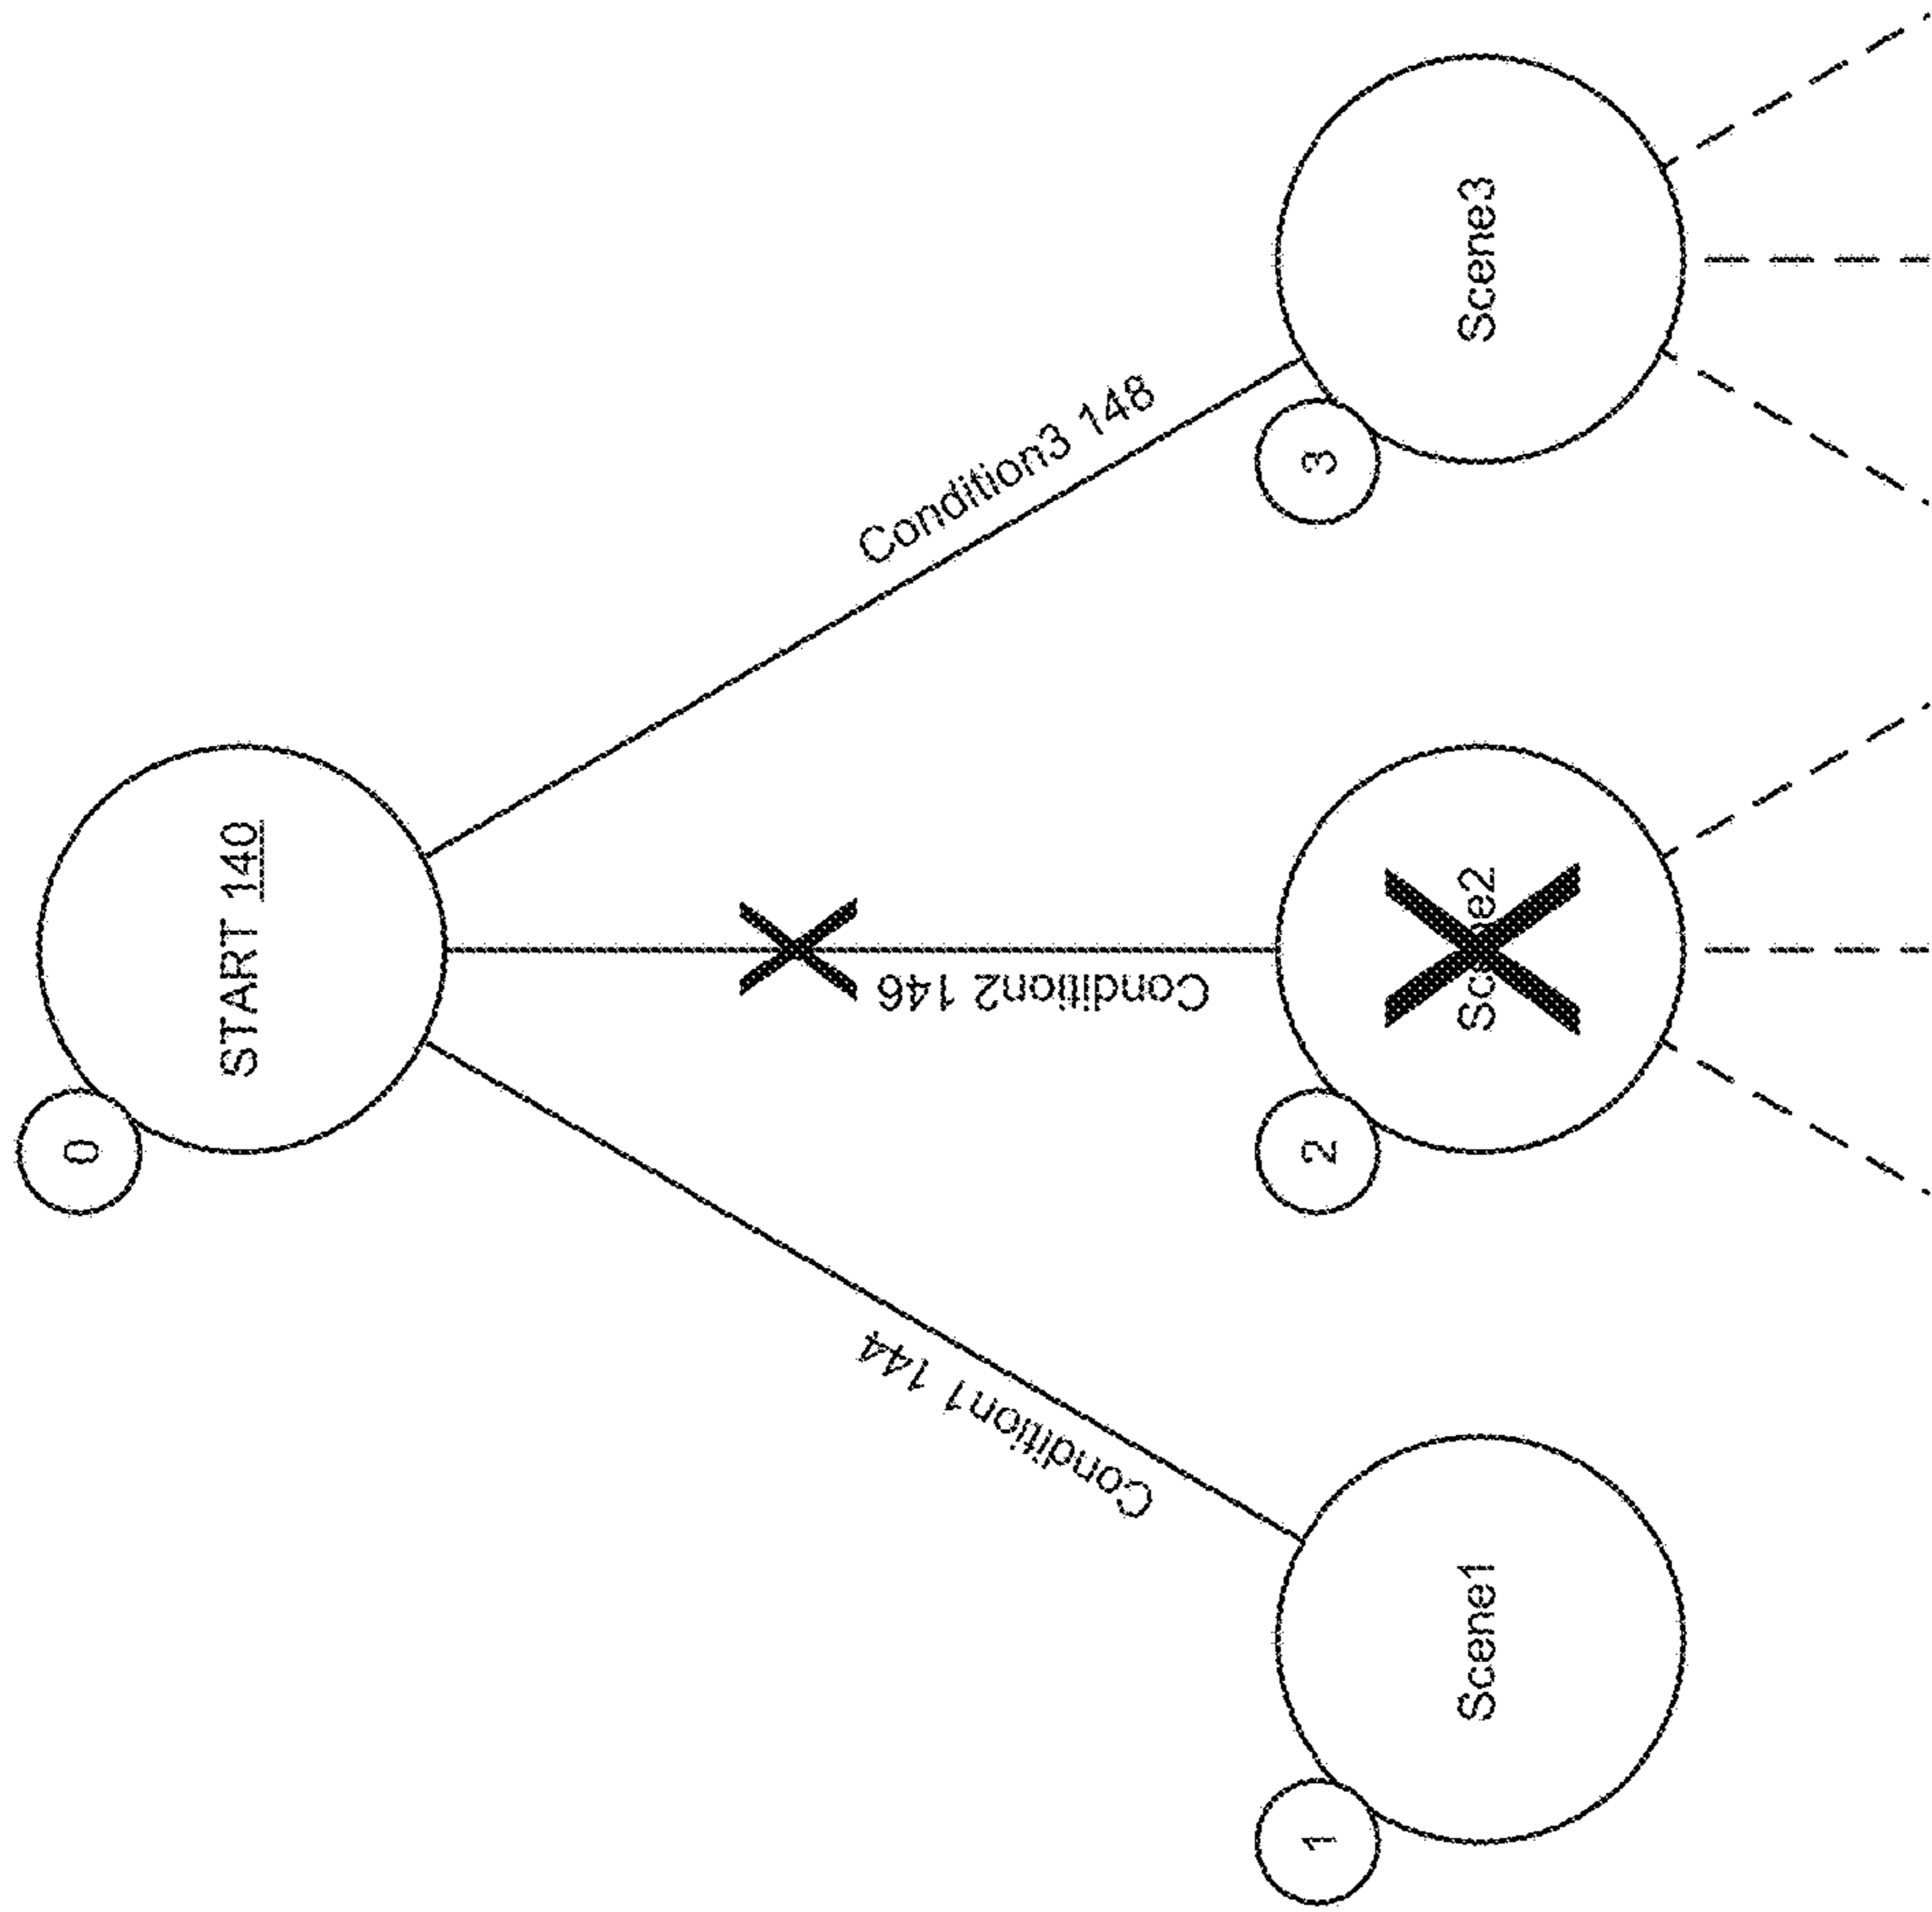 0
START 140
Condition1 144
Condition2 146
Condition3 148
1
Scene1
2
Scene2
3
Scene3